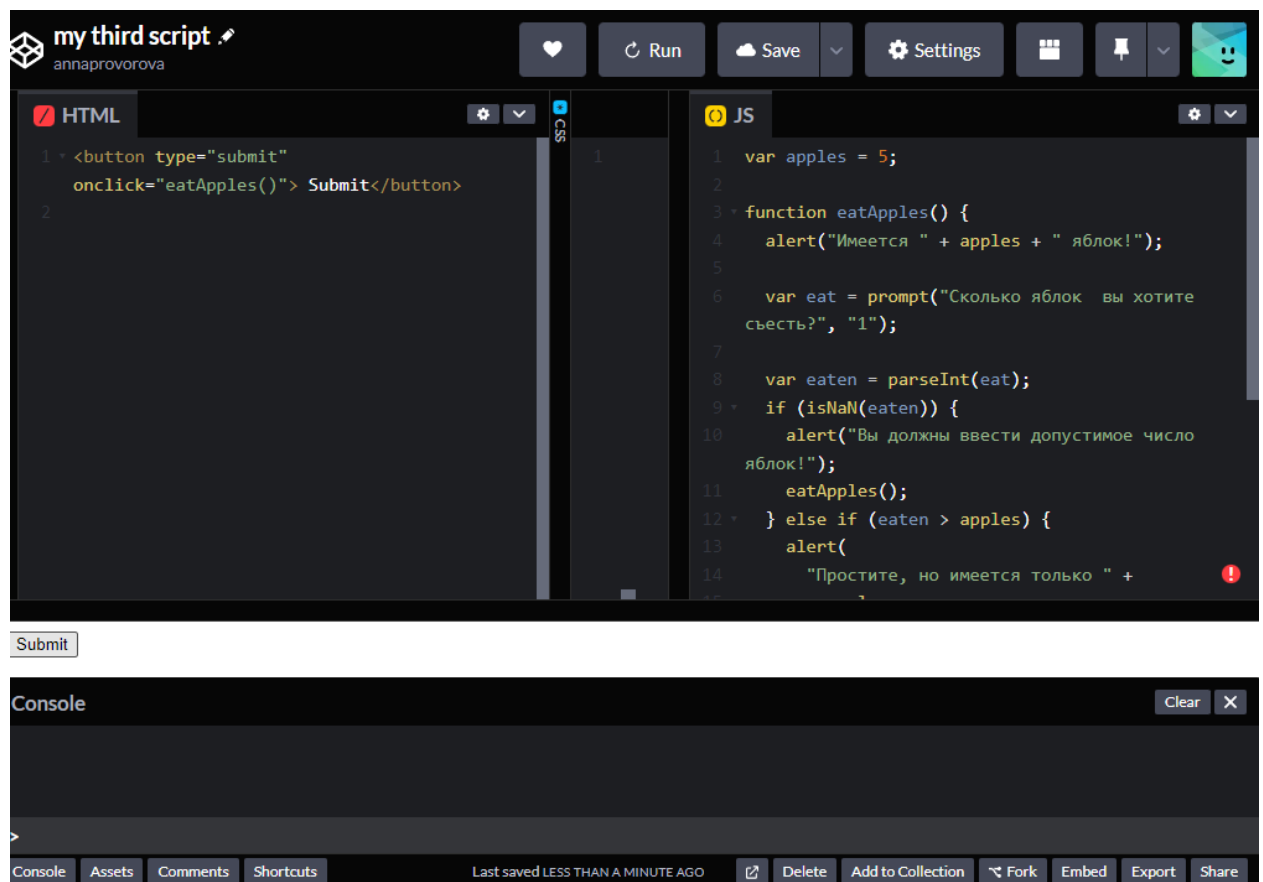 my third script
annaprovorova
Run
Save
Settings
HTML
CSS
JS
1 <button type="submit"
onclick="eatApples()"> Submit</button>
2
1
1 var apples = 5;
2
3 function eatApples() {
4 alert("Имеется " + apples + " яблок!");
5
6 var eat = prompt("Сколько яблок  вы хотите
съесть?", "1");
7
8 var eaten = parseInt(eat);
9 if (isNaN(eaten)) {
10 alert("Вы должны ввести допустимое число
яблок!");
11 eatApples();
12 } else if (eaten > apples) {
13 alert(
14 "Простите, но имеется только " +
Submit
Console
Clear
>
Console
Assets
Comments
Shortcuts
Last saved LESS THAN A MINUTE AGO
Delete
Add to Collection
Fork
Embed
Export
Share